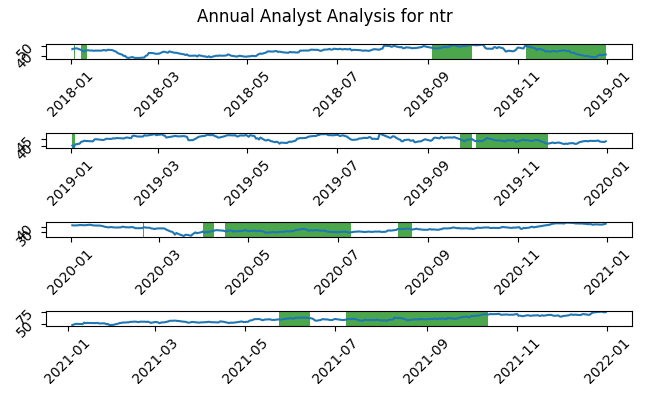 Annual Analyst Analysis for ntr
50
40
2018-01 2018-03 2018-05 2018-07 2018-09 2018-11 2019-01
2019-01 2019-03 2019-05 2019-07 2019-09 2019-11 2020-01
40
2020-01 2020-03 2020-05 2020-07 2020-09 2020-11 2021-01
75
50
2021-01 2021-03 2021-05 2021-07 2021-09 2021-11 2022-01